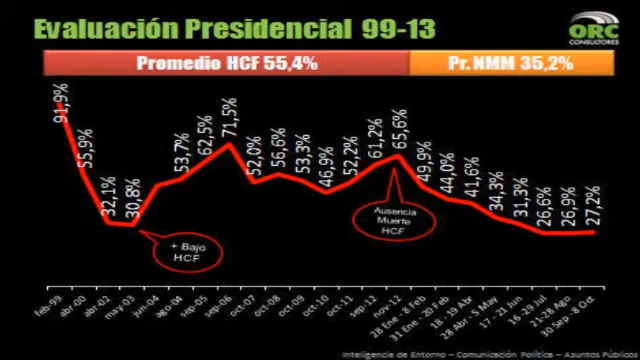 Evaluación Presidencial 99-13
ORC
CONSULTORES
Promedio HCF 55,4%
Pr. NMM 35,2%
91,9%
55,9%
32,1%
30,8%
53,7%
62,5%
71,5%
52,0%
56,6%
53,3%
46,9%
52,2%
61,2%
65,6%
49,9%
44,0%
41,6%
34,3%
31,3%
26,6%
26,9%
27,2%
+ Bajo
HCF
Ausencia
Muerte
HCF
feb-99
abr-00
abr-02
may-03
jun-04
ago-04
sep-05
sep-06
oct-07
oct-08
oct-09
oct-10
oct-11
sep-12
nov-12
28 Ene - 8 Feb
31 Ene - 20 Feb
18 - 19 Abr
28 Abr - 5 May
17 - 21 Jun
16 -29 Jul
21-28 Ago
30 Sep - 8 Oct
Inteligencia de Entorno – Comunicación Política – Asuntos Públicos